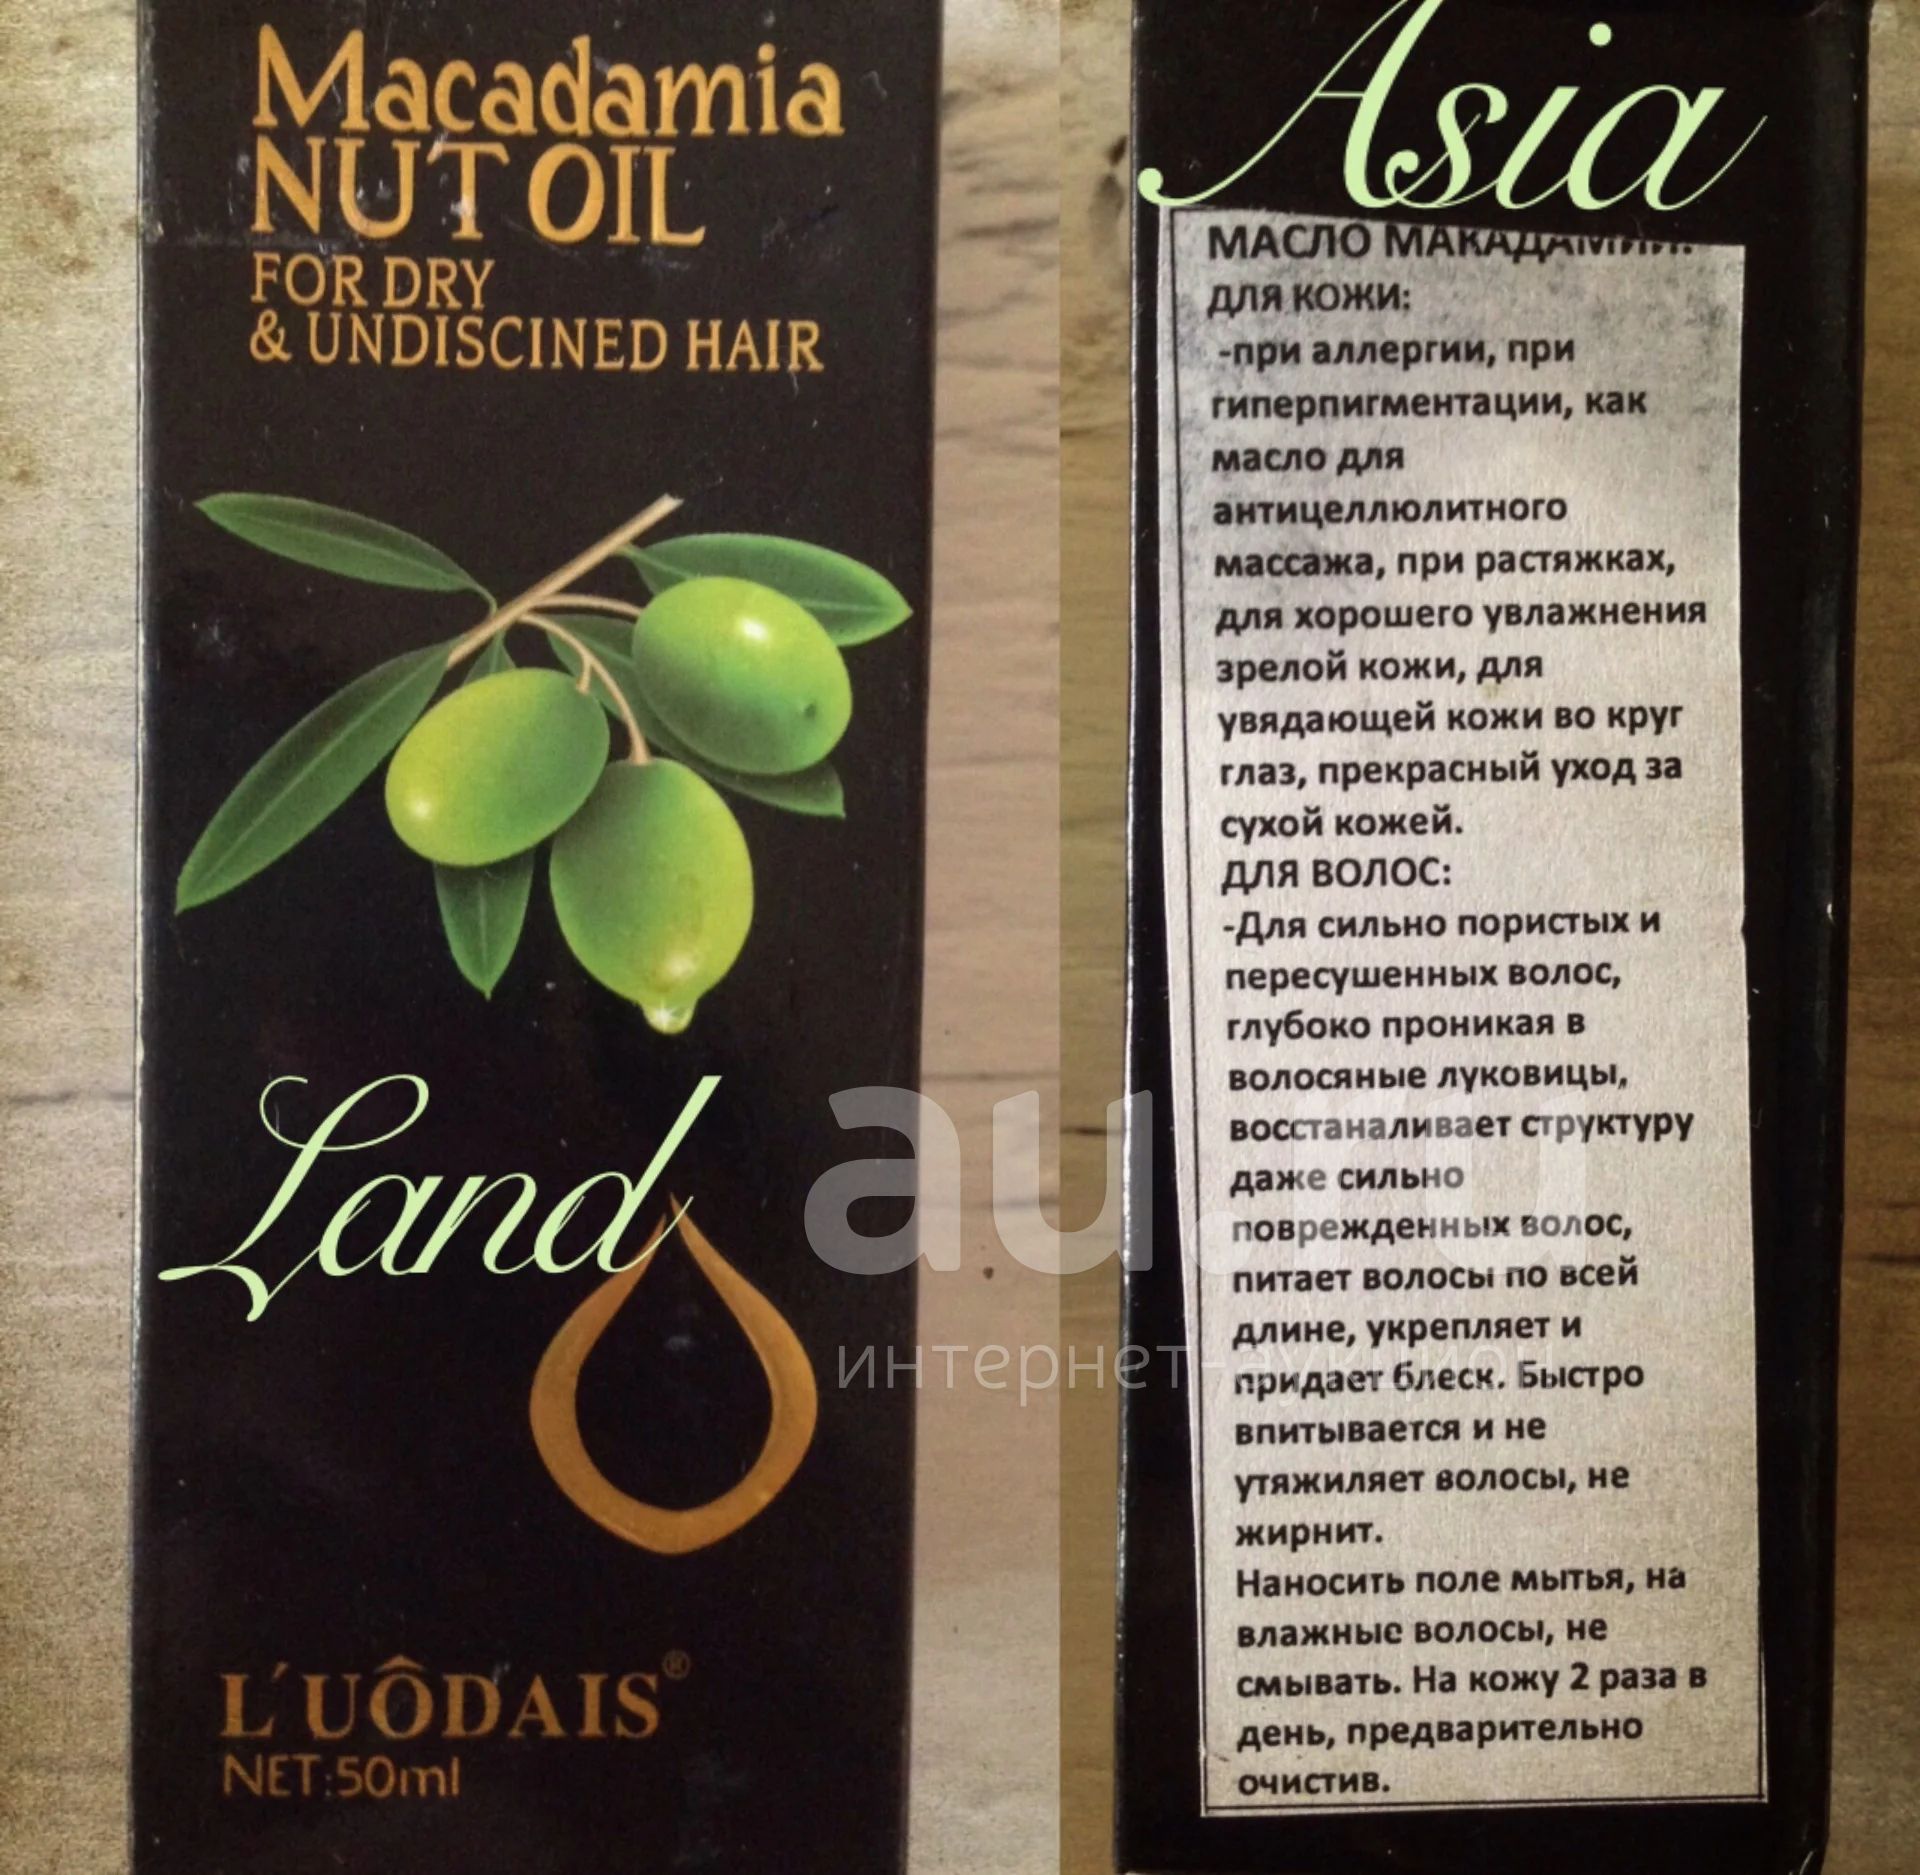 Macadamia
NUT OIL
FOR DRY
& UNDISCINED HAIR
Land
L'UÔDAIS®
NET:50ml
Asia
МАСЛО МАКАДАМИИ:
ДЛЯ КОЖИ:
-при аллергии, при
гиперпигментации, как
масло для
антицеллюлитного
массажа, при растяжках,
для хорошего увлажнения
зрелой кожи, для
увядающей кожи во круг
глаз, прекрасный уход за
сухой кожей.
ДЛЯ ВОЛОС:
-Для сильно пористых и
пересушенных волос,
глубоко проникая в
волосяные луковицы,
восстаналивает структуру
даже сильно
поврежденных волос,
питает волосы по всей
длине, укрепляет и
придает блеск. Быстро
впитывается и не
утяжиляет волосы, не
жирнит.
Наносить поле мытья, на
влажные волосы, не
смывать. На кожу 2 раза в
день, предварительно
очистив.
au.ru
интернет-аукцион